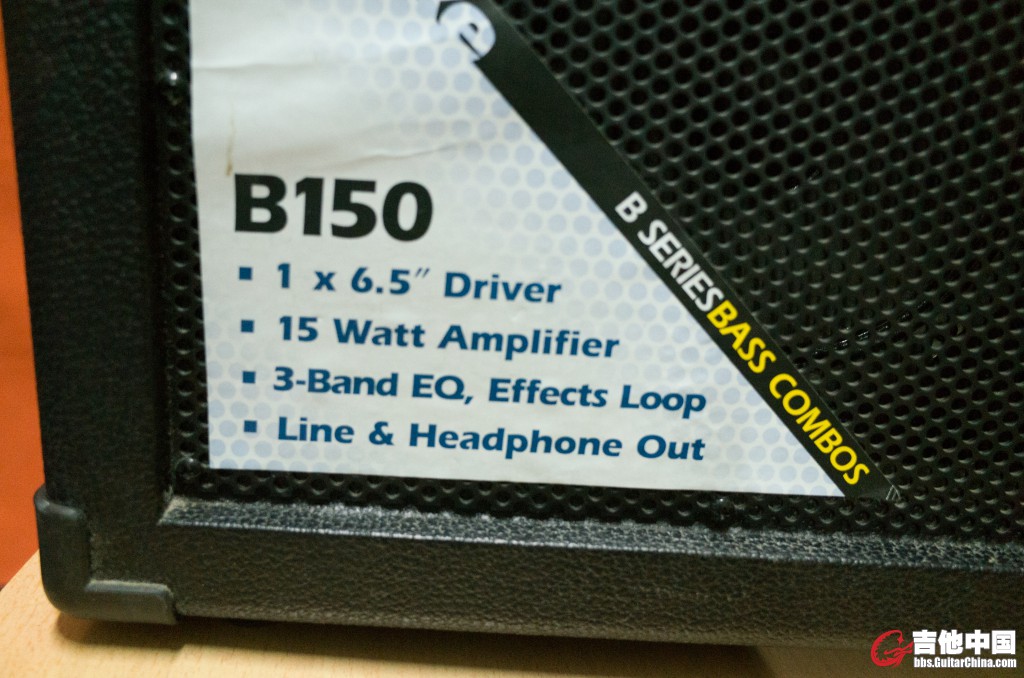 B150
▪ 1 x 6.5″ Driver
▪ 15 Watt Amplifier
▪ 3-Band EQ, Effects Loop
▪ Line & Headphone Out
B SERIES BASS COMBOS
吉他中国
bbs.GuitarChina.com